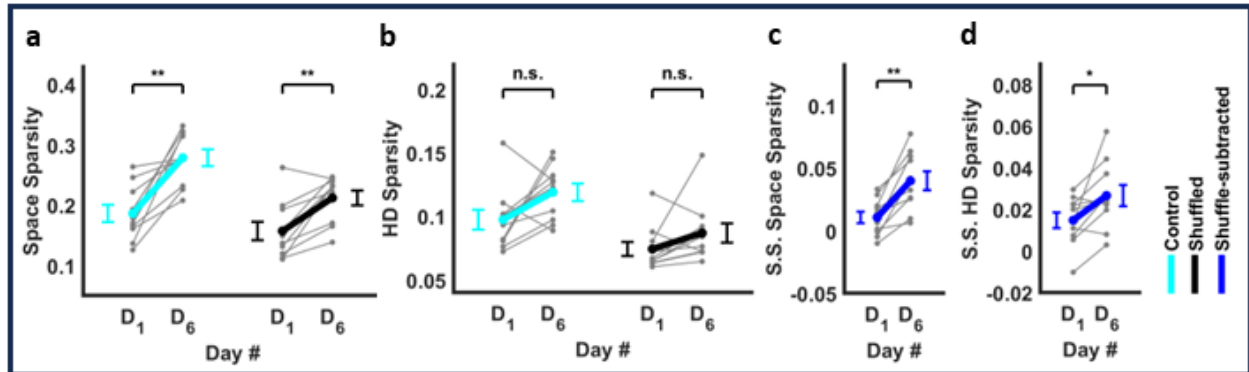 a
Space Sparsity
0.4
0.3
0.2
0.1
**
**
D1 D6 D1 D6
Day #
b
HD Sparsity
0.2
0.15
0.1
0.05
n.s.
n.s.
D1 D6 D1 D6
Day #
c
S.S. Space Sparsity
0.1
0.05
0
-0.05
**
D1 D6
Day #
d
S.S. HD Sparsity
0.08
0.06
0.04
0.02
0
-0.02
*
D1 D6
Day #
Control
Shuffled
Shuffle-subtracted